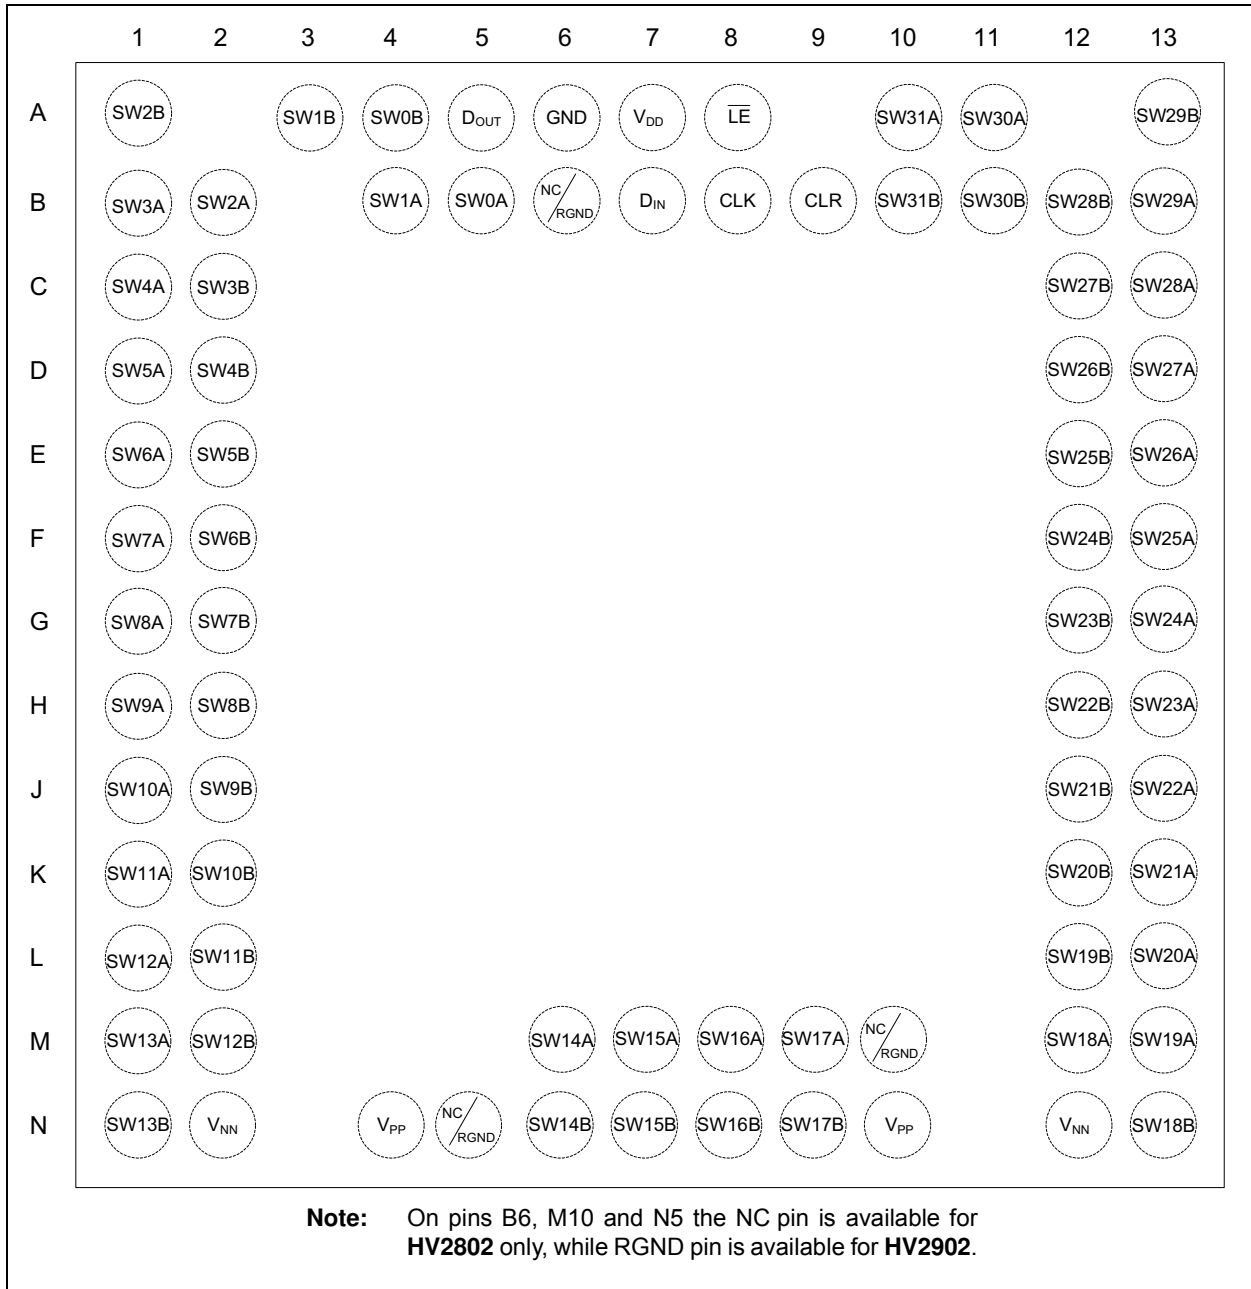 1 2 3 4 5 6 7 8 9 10 11 12 13
A SW2B SW1B SW0B DOUT GND VDD LE SW31A SW30A SW29B
B SW3A SW2A SW1A SW0A NC/RGND DIN CLK CLR SW31B SW30B SW28B SW29A
C SW4A SW3B SW27B SW28A
D SW5A SW4B SW26B SW27A
E SW6A SW5B SW25B SW26A
F SW7A SW6B SW24B SW25A
G SW8A SW7B SW23B SW24A
H SW9A SW8B SW22B SW23A
J SW10A SW9B SW21B SW22A
K SW11A SW10B SW20B SW21A
L SW12A SW11B SW19B SW20A
M SW13A SW12B SW14A SW15A SW16A SW17A NC/RGND SW18A SW19A
N SW13B VNN VPP NC/RGND SW14B SW15B SW16B SW17B VPP VNN SW18B
Note: On pins B6, M10 and N5 the NC pin is available for
HV2802 only, while RGND pin is available for HV2902.